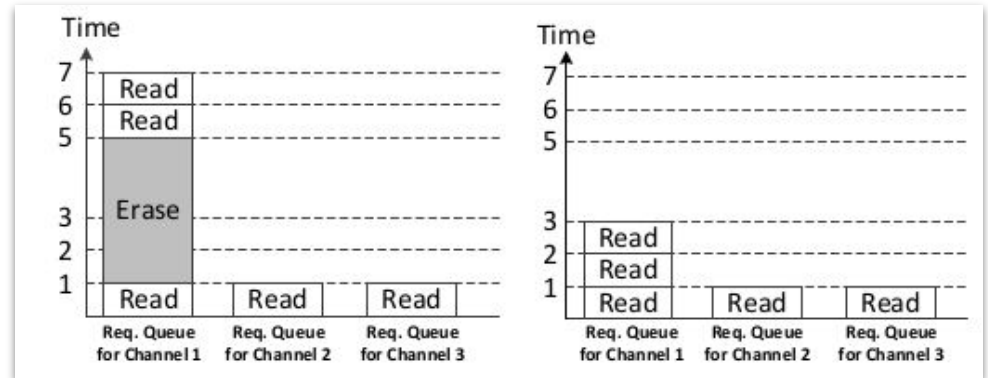 Time
7
Read
6
Read
5
Erase
3
2
1
Read
Read
Read
Req. Queue
for Channel 1
Req. Queue
for Channel 2
Req. Queue
for Channel 3
Time
7
6
5
3
Read
2
Read
1
Read
Read
Read
Req. Queue
for Channel 1
Req. Queue
for Channel 2
Req. Queue
for Channel 3